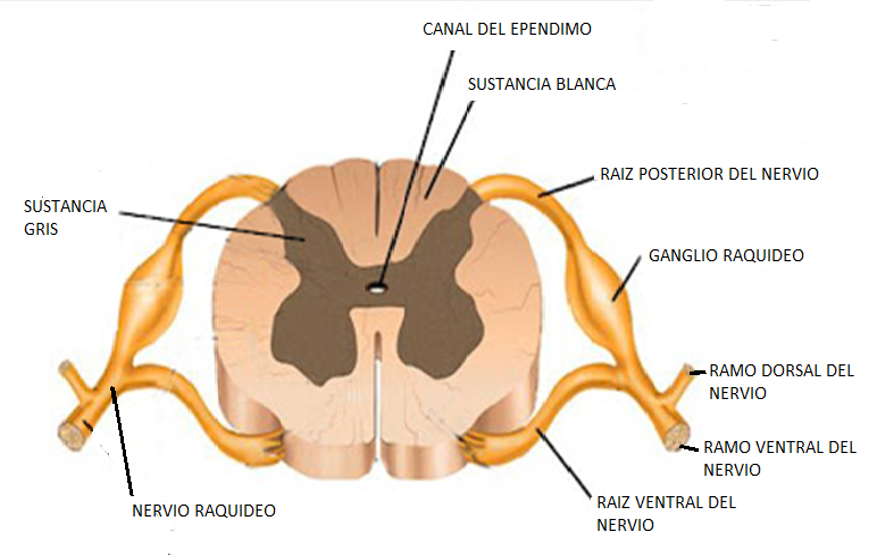 CANAL DEL EPENDIMO
SUSTANCIA BLANCA
RAIZ POSTERIOR DEL NERVIO
SUSTANCIA
GRIS
GANGLIO RAQUIDEO
RAMO DORSAL DEL
NERVIO
RAMO VENTRAL DEL
NERVIO
RAIZ VENTRAL DEL
NERVIO
NERVIO RAQUIDEO